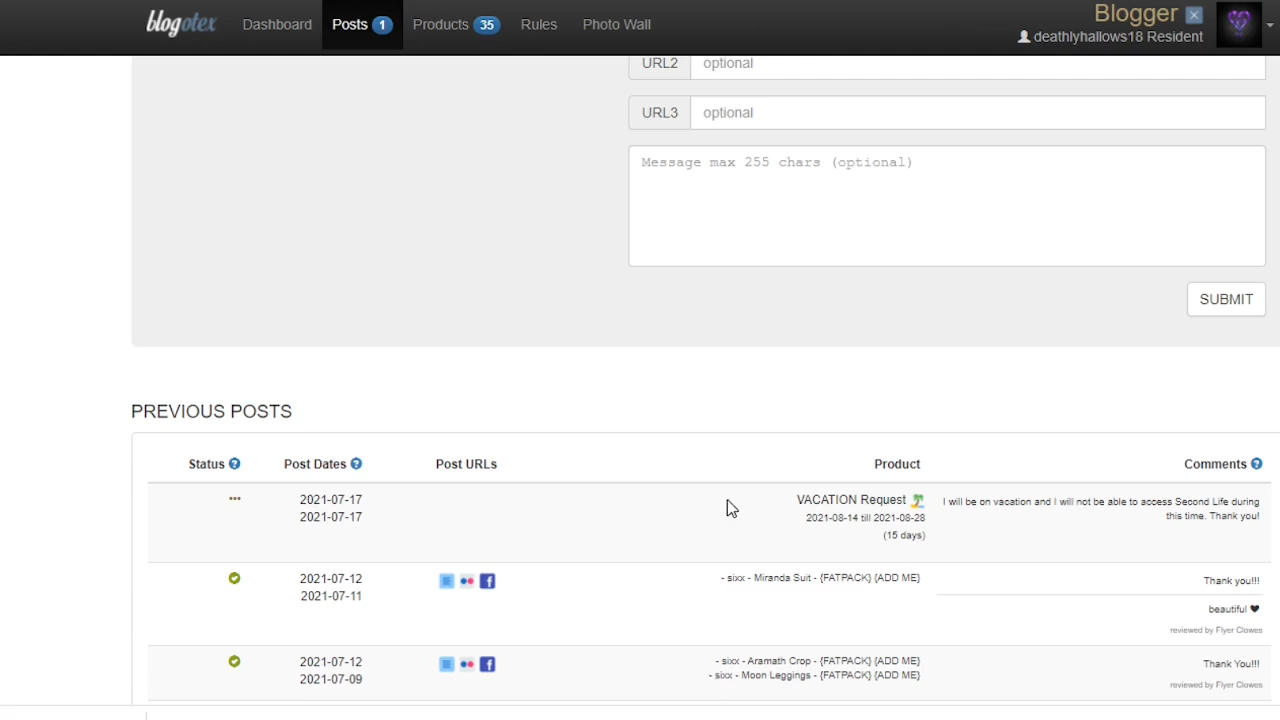 blogotex Dashboard Posts 1 Products 35 Rules Photo Wall Blogger
deathlyhallows18 Resident
URL2 optional
URL3 optional
Message max 255 chars (optional)
SUBMIT
PREVIOUS POSTS
Status Post Dates Post URLs Product Comments
2021-07-17 VACATION Request I will be on vacation and I will not be able to access Second Life during
2021-07-17 2021-08-14 till 2021-08-28 this time. Thank you!
(15 days)
2021-07-12 - sixx - Miranda Suit - {FATPACK} {ADD ME} Thank you!!!
2021-07-11
beautiful
reviewed by Flyer Clowes
2021-07-12 - sixx - Aramath Crop - {FATPACK} {ADD ME} Thank You!!!
2021-07-09 - sixx - Moon Leggings - {FATPACK} {ADD ME}
reviewed by Flyer Clowes